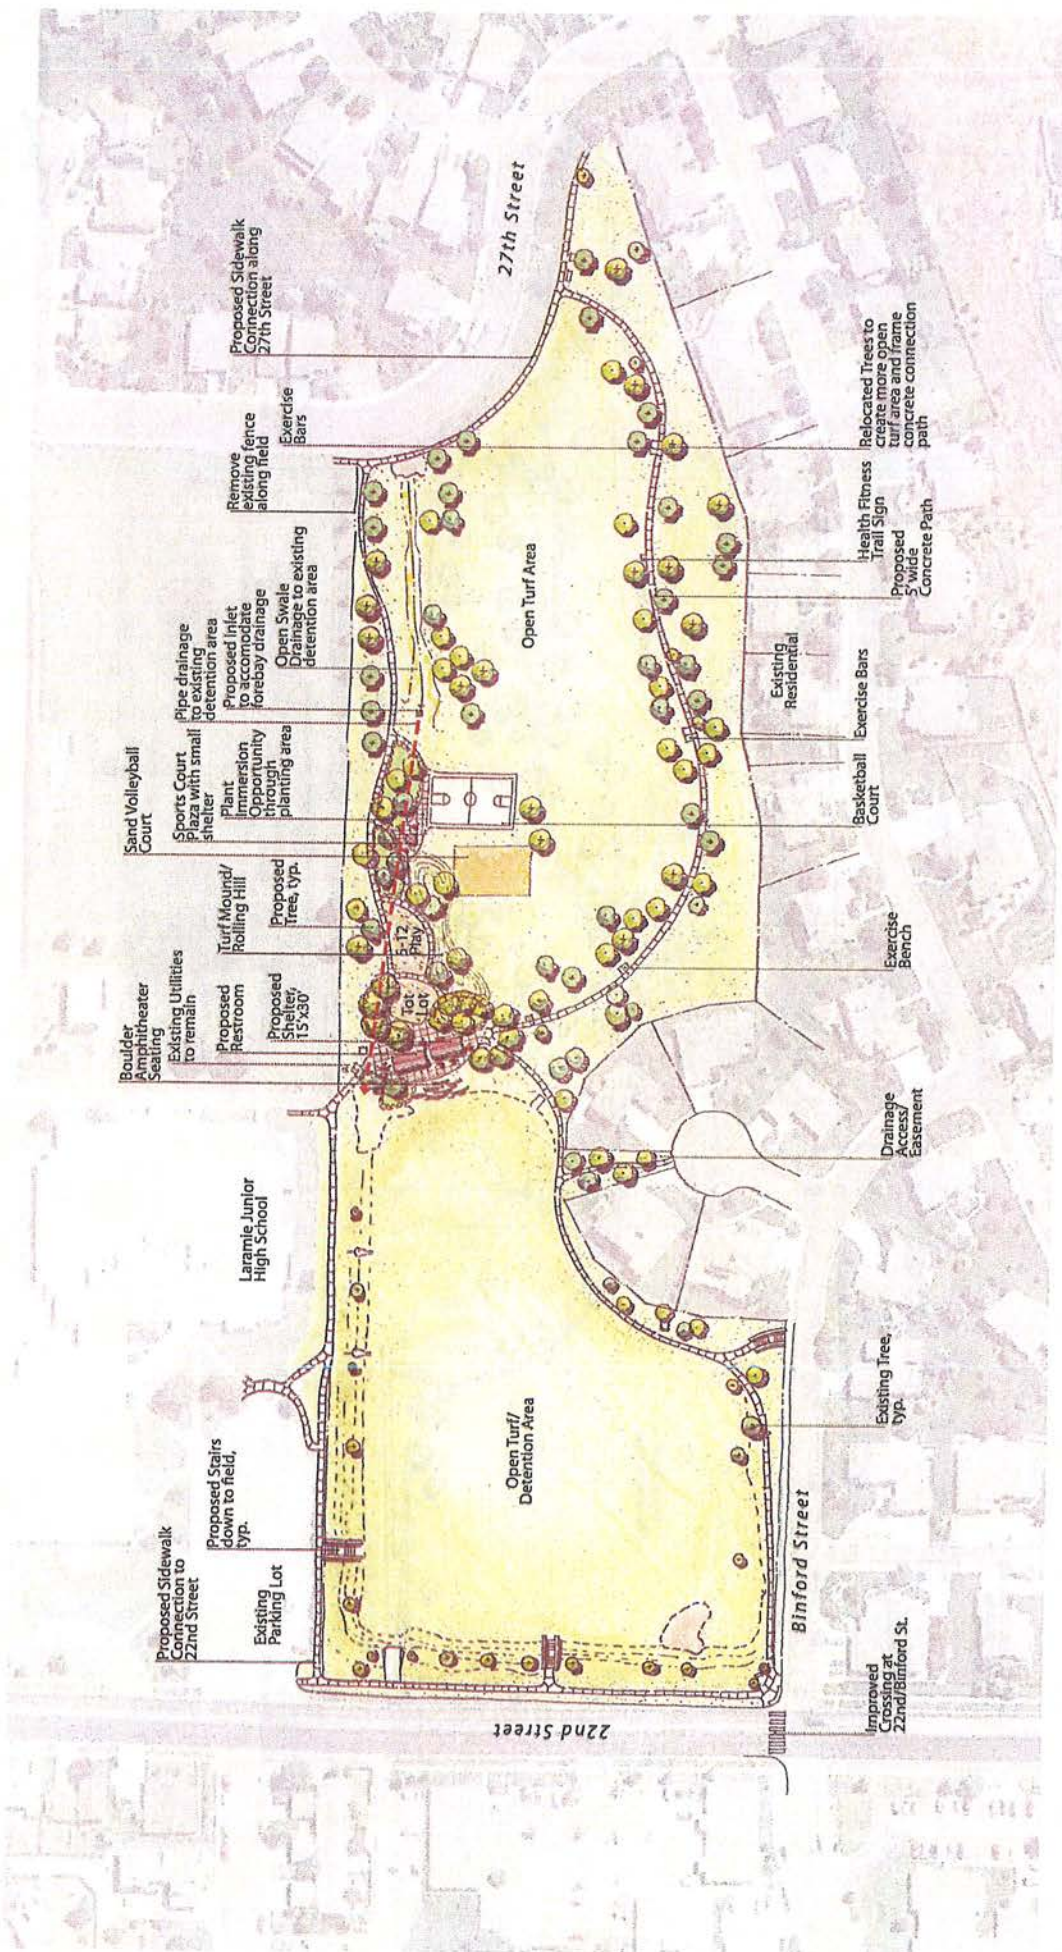 Boulder
Amphitheater
Seating
Existing Utilities
to remain
Proposed
Restroom
Proposed
Shelter,
15'x30'
Turf Mound/
Rolling Hill
Proposed
Tree, typ.
Sand Volleyball
Court
Sports Court
Plaza with small
shelter
Plant
Immersion
Opportunity
through
planting area
Pipe drainage
to existing
detention area
Proposed Inlet
to accomodate
forebay drainage
Open Swale
Drainage to existing
detention area
Remove
existing fence
along field
Exercise
Bars
Proposed Sidewalk
Connection along
27th Street
27th Street
Proposed Sidewalk
Connection to
22nd Street
Existing
Parking Lot
Proposed Stairs
down to field,
typ.
Laramie Junior
High School
Tot
Lot
5-12
Play
Open Turf Area
Open Turf/
Detention Area
22nd Street
Binford Street
Improved
Crossing at
22nd/Binford St.
Existing Tree,
typ.
Drainage
Access/
Easement
Exercise
Bench
Basketball
Court
Exercise Bars
Existing
Residential
Proposed
5' wide
Concrete Path
Health Fitness
Trail Sign
Relocated Trees to
create more open
turf area and frame
concrete connection
path